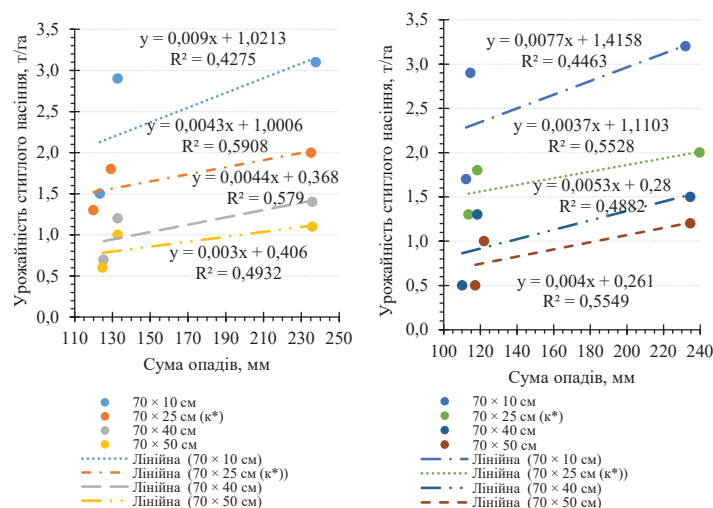 Урожайність стиглого насіння, т/га
3,5
3,0
2,5
2,0
1,5
1,0
0,5
0,0
y = 0,009x + 1,0213
R² = 0,4275
y = 0,0043x + 1,0006
R² = 0,5908
y = 0,0044x + 0,368
R² = 0,579
y = 0,003x + 0,406
R² = 0,4932
110 130 150 170 190 210 230 250
Сума опадів, мм
70 × 10 см
70 × 25 см (к*)
70 × 40 см
70 × 50 см
Лінійна (70 × 10 см)
Лінійна (70 × 25 см (к*))
Лінійна (70 × 40 см)
Лінійна (70 × 50 см)
Урожайність стиглого насіння, т/га
3,5
3,0
2,5
2,0
1,5
1,0
0,5
0,0
y = 0,0077x + 1,4158
R² = 0,4463
y = 0,0037x + 1,1103
R² = 0,5528
y = 0,0053x + 0,28
R² = 0,4882
y = 0,004x + 0,261
R² = 0,5549
100 120 140 160 180 200 220 240
Сума опадів, мм
70 × 10 см
70 × 25 см (к*)
70 × 40 см
70 × 50 см
Лінійна (70 × 10 см)
Лінійна (70 × 25 см (к*))
Лінійна (70 × 40 см)
Лінійна (70 × 50 см)